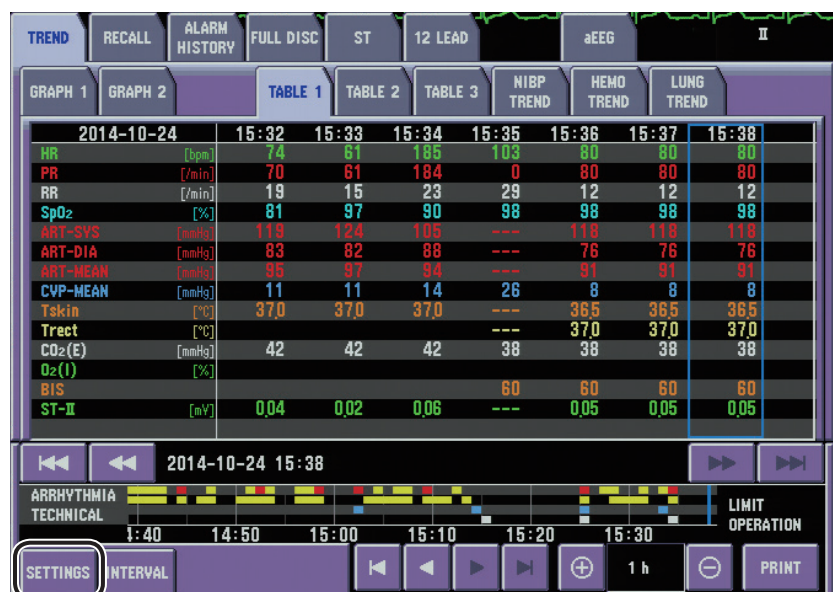 TREND RECALL ALARM HISTORY FULL DISC ST 12 LEAD aEEG II
GRAPH 1 GRAPH 2 TABLE 1 TABLE 2 TABLE 3 NIBP TREND HEMO TREND LUNG TREND
2014-10-24 15:32 15:33 15:34 15:35 15:36 15:37 15:38
HR [bpm] 74 61 185 103 80 80 80
PR [/min] 70 61 184 0 80 80 80
RR [/min] 19 15 23 29 12 12 12
SpO2 [%] 81 97 90 98 98 98 98
ART-SYS [mmHg] 119 124 105 --- 118 118 118
ART-DIA [mmHg] 83 82 88 --- 76 76 76
ART-MEAN [mmHg] 95 97 94 --- 91 91 91
CVP-MEAN [mmHg] 11 11 14 26 8 8 8
Tskin [°C] 37.0 37.0 37.0 --- 36.5 36.5 36.5
Trect [°C] --- 37.0 37.0 37.0
CO2(E) [mmHg] 42 42 42 38 38 38 38
O2(I) [%]
BIS 60 60 60 60
ST-II [mV] 0.04 0.02 0.06 --- 0.05 0.05 0.05
2014-10-24 15:38
ARRHYTHMIA
TECHNICAL
LIMIT
OPERATION
4:40 14:50 15:00 15:10 15:20 15:30
SETTINGS INTERVAL 1 h PRINT